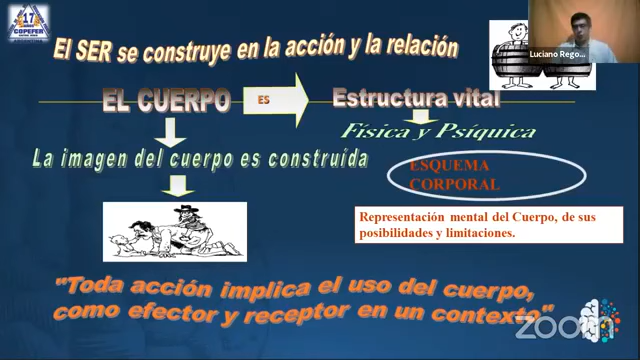 17
COPEFER
El SER se construye en la acción y la relación
Luciano Rego...
EL CUERPO
ES
Estructura vital
Física y Psíquica
La imagen del cuerpo es construída
ESQUEMA
CORPORAL
Representación mental del Cuerpo, de sus
posibilidades y limitaciones.
"Toda acción implica el uso del cuerpo,
como efector y receptor en un contexto"
zoom